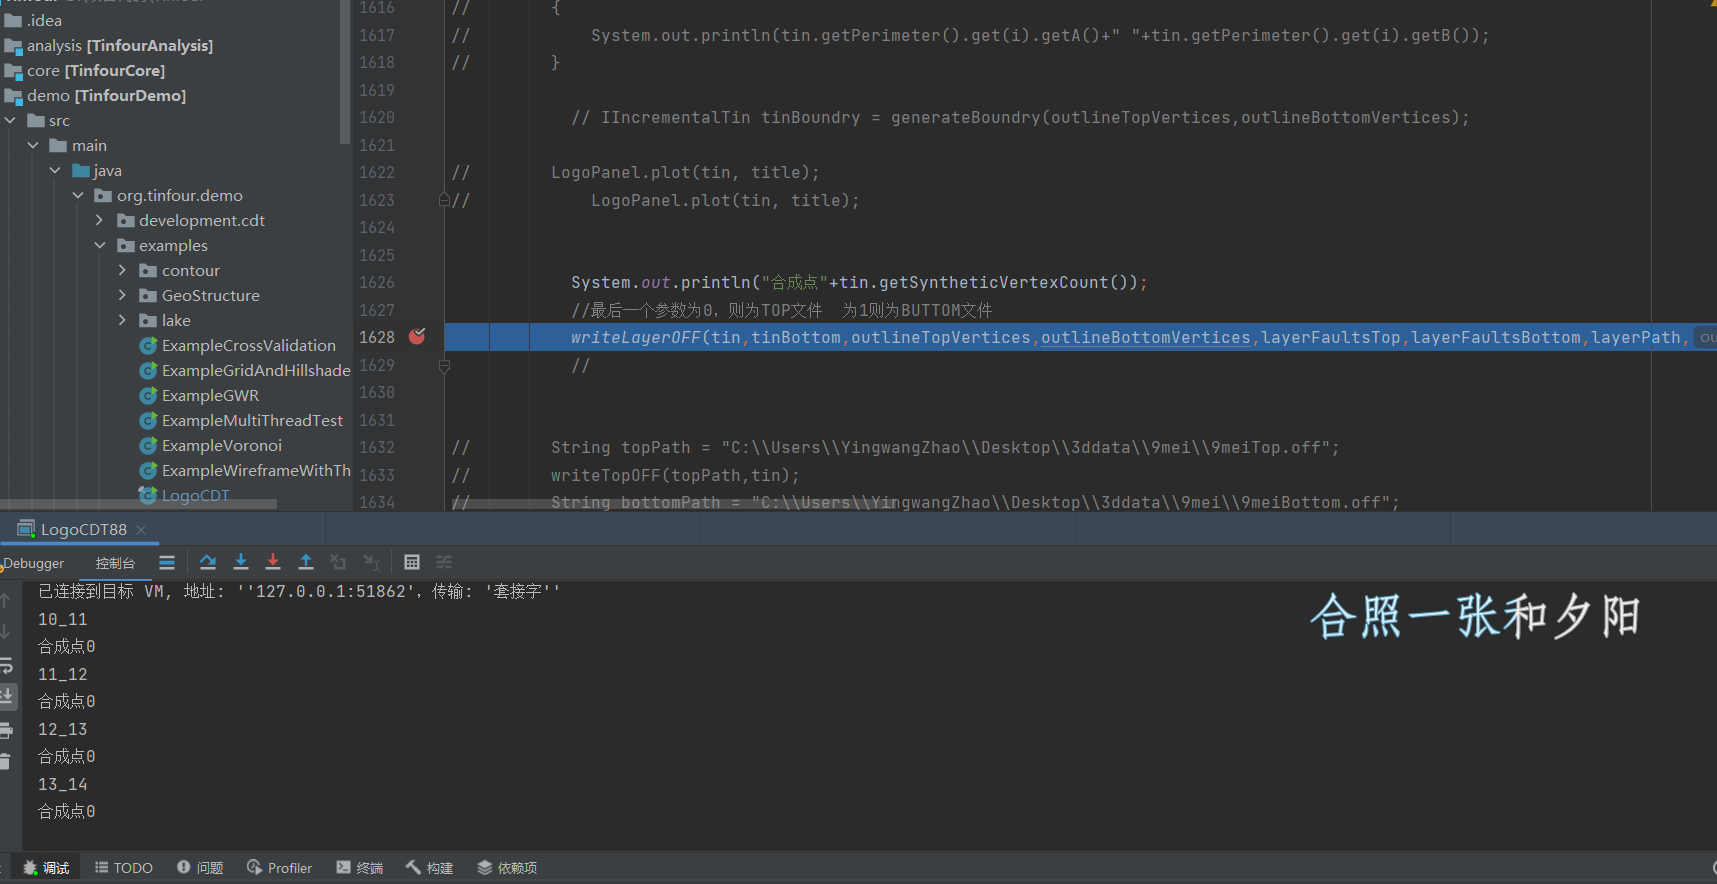 .idea
analysis [TinfourAnalysis]
core [TinfourCore]
demo [TinfourDemo]
src
main
java
org.tinfour.demo
development.cdt
examples
contour
GeoStructure
lake
ExampleCrossValidation
ExampleGridAndHillshade
ExampleGWR
ExampleMultiThreadTest
ExampleVoronoi
ExampleWireframeWithTh
LogoCDT
1616 // {
1617 // System.out.println(tin.getPerimeter().get(i).getA()+" "+tin.getPerimeter().get(i).getB());
1618 // }
1619
1620 // IIncrementalTin tinBoundry = generateBoundry(outlineTopVertices,outlineBottomVertices);
1621
1622 // LogoPanel.plot(tin, title);
1623 // LogoPanel.plot(tin, title);
1624
1625
1626 System.out.println("合成点"+tin.getSyntheticVertexCount());
1627 //最后一个参数为0，则为TOP文件  为1则为BUTTOM文件
1628 writeLayerOFF(tin,tinBottom,outlineTopVertices,outlineBottomVertices,layerFaultsTop,layerFaultsBottom,layerPath, ou
1629 //
1630
1631
1632 // String topPath = "C:\\Users\\YingwangZhao\\Desktop\\3ddata\\9mei\\9meiTop.off";
1633 // writeTopOFF(topPath,tin);
1634 // String bottomPath = "C:\\Users\\YingwangZhao\\Desktop\\3ddata\\9mei\\9meiBottom.off";
LogoCDT88
Debugger 控制台
已连接到目标 VM, 地址: ''127.0.0.1:51862'，传输: '套接字''
10_11
合成点0
11_12
合成点0
12_13
合成点0
13_14
合成点0
合照一张和夕阳
调试 TODO 问题 Profiler 终端 构建 依赖项